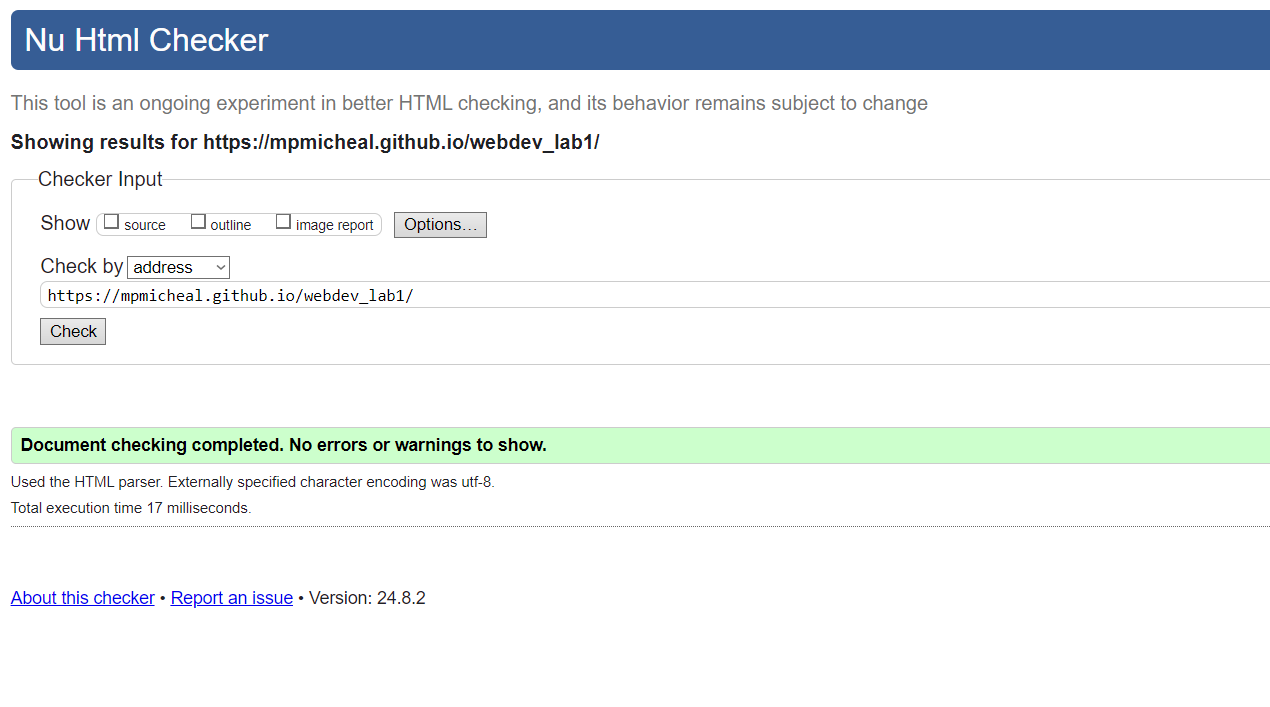 Nu Html Checker
This tool is an ongoing experiment in better HTML checking, and its behavior remains subject to change
Showing results for https://mpmicheal.github.io/webdev_lab1/
Checker Input
Show source outline image report Options…
Check by address
https://mpmicheal.github.io/webdev_lab1/
Check
Document checking completed. No errors or warnings to show.
Used the HTML parser. Externally specified character encoding was utf-8.
Total execution time 17 milliseconds.
About this checker • Report an issue • Version: 24.8.2